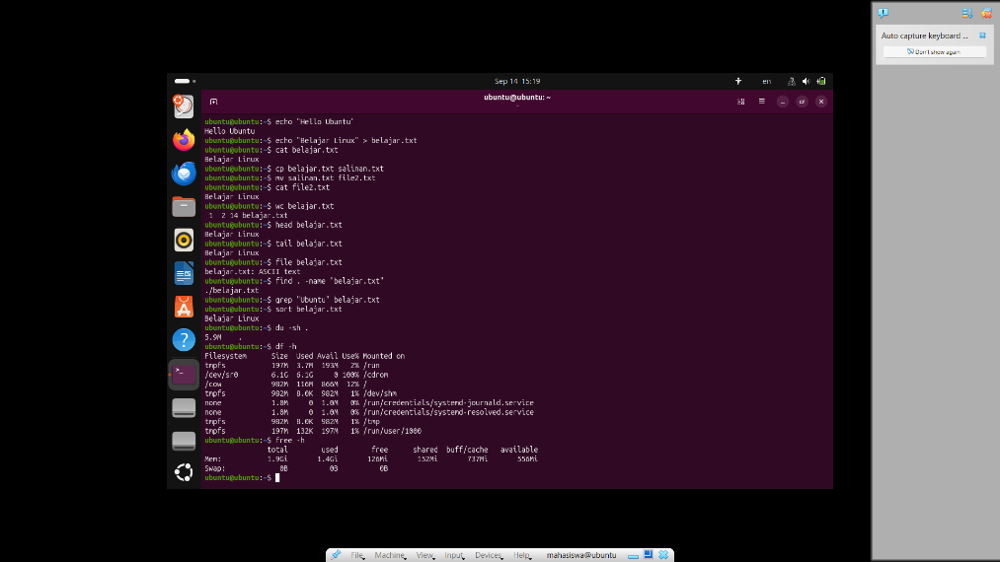 Sep 14 15:19
en
ubuntu@ubuntu: ~
ubuntu@ubuntu:~$ echo "Hello Ubuntu"
Hello Ubuntu
ubuntu@ubuntu:~$ echo "Belajar Linux" > belajar.txt
ubuntu@ubuntu:~$ cat belajar.txt
Belajar Linux
ubuntu@ubuntu:~$ cp belajar.txt salinan.txt
ubuntu@ubuntu:~$ mv salinan.txt file2.txt
ubuntu@ubuntu:~$ cat file2.txt
Belajar Linux
ubuntu@ubuntu:~$ wc belajar.txt
 1  2 14 belajar.txt
ubuntu@ubuntu:~$ head belajar.txt
Belajar Linux
ubuntu@ubuntu:~$ tail belajar.txt
Belajar Linux
ubuntu@ubuntu:~$ file belajar.txt
belajar.txt: ASCII text
ubuntu@ubuntu:~$ find . -name "belajar.txt"
./belajar.txt
ubuntu@ubuntu:~$ grep "Ubuntu" belajar.txt
ubuntu@ubuntu:~$ sort belajar.txt
Belajar Linux
ubuntu@ubuntu:~$ du -sh .
5.9M    .
ubuntu@ubuntu:~$ df -h
Filesystem      Size  Used Avail Use% Mounted on
tmpfs           197M  3.7M  193M   2% /run
/dev/sr0        6.1G  6.1G     0 100% /cdrom
/cow            982M  116M  866M  12% /
tmpfs           982M  8.0K  982M   1% /dev/shm
none            1.0M     0  1.0M   0% /run/credentials/systemd-journald.service
none            1.0M     0  1.0M   0% /run/credentials/systemd-resolved.service
tmpfs           982M  8.0K  982M   1% /tmp
tmpfs           197M  132K  197M   1% /run/user/1000
ubuntu@ubuntu:~$ free -h
               total        used        free      shared  buff/cache   available
Mem:           1.9Gi       1.4Gi       126Mi       152Mi       737Mi       556Mi
Swap:             0B          0B          0B
ubuntu@ubuntu:~$
Auto capture keyboard ...
Don't show again
File Machine View Input Devices Help mahasiswa@ubuntu